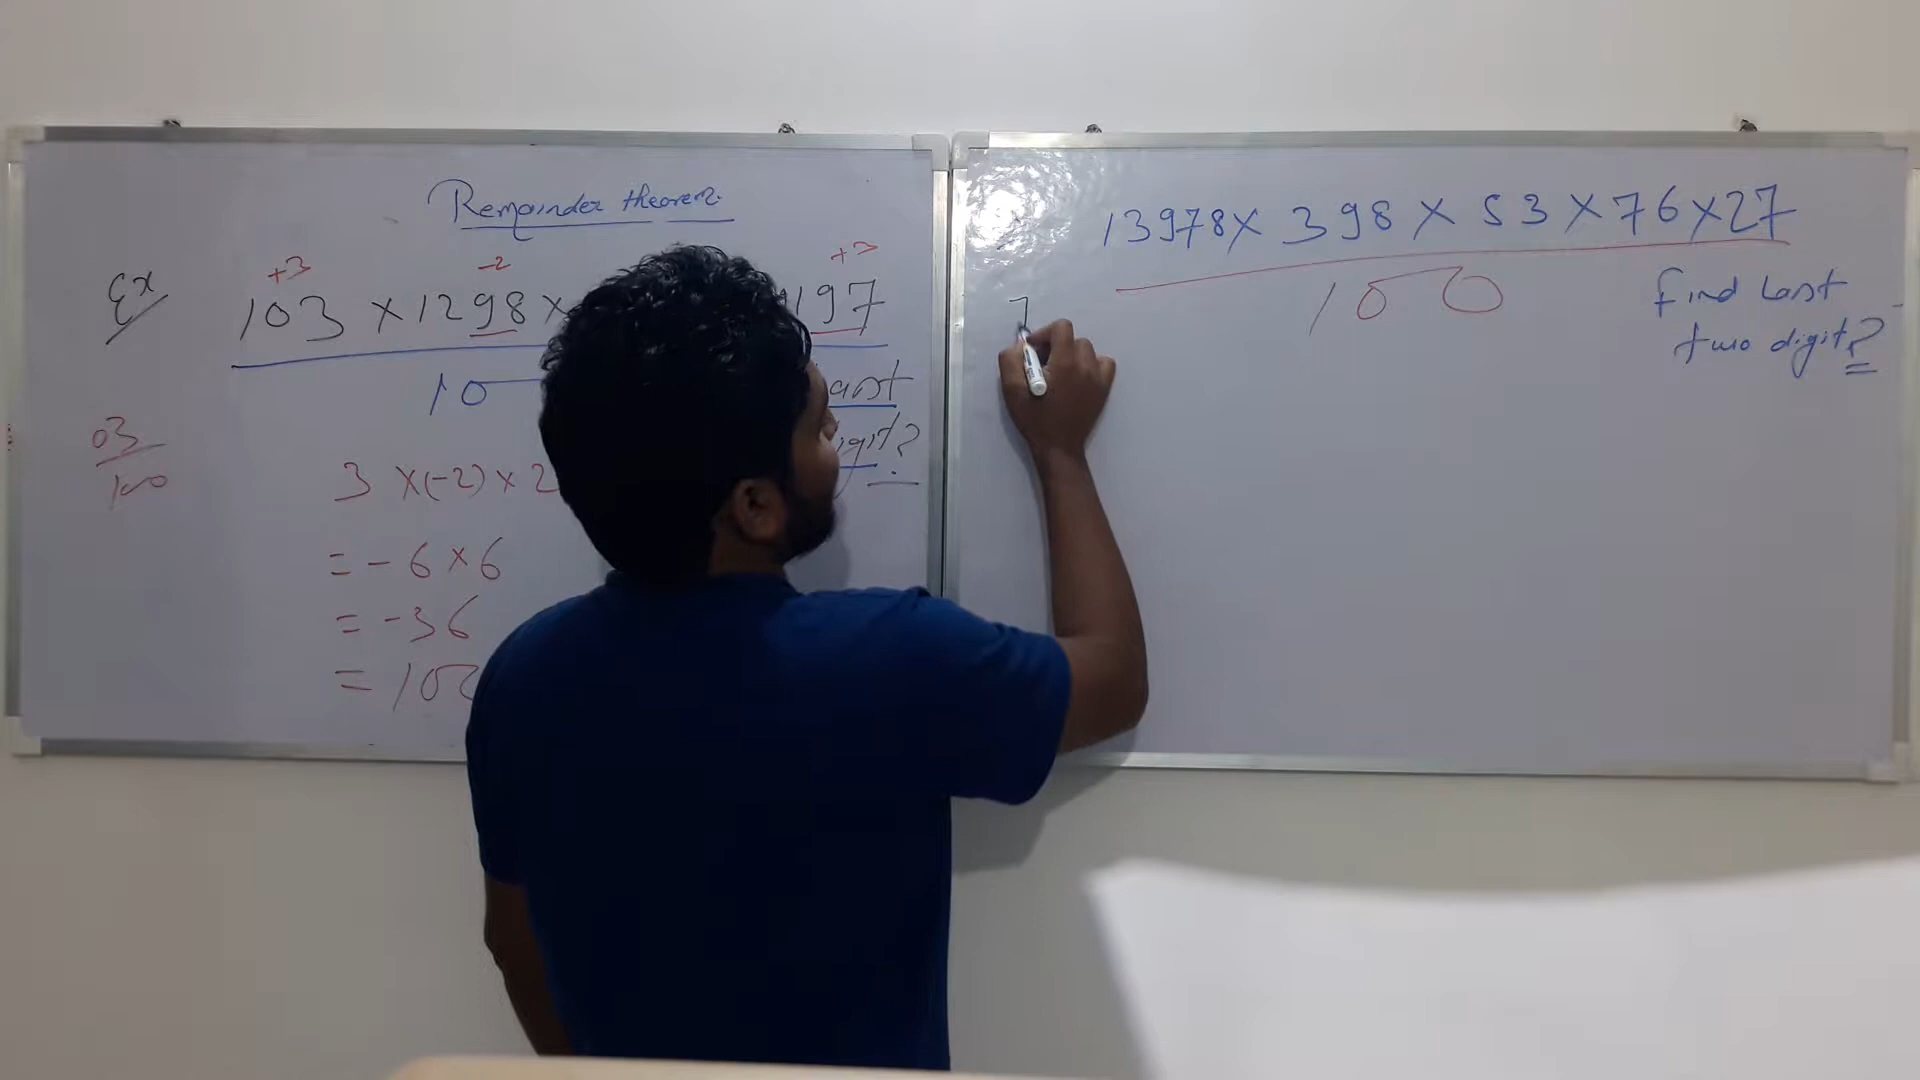 Remainder theorem
Ex
+3 -2 +3
103 × 1298 × 197
10
03
100
3 × (-2) × 2
= - 6 × 6
= - 36
=
13978 × 398 × 53 × 76 × 27
100
Find last
two digit?